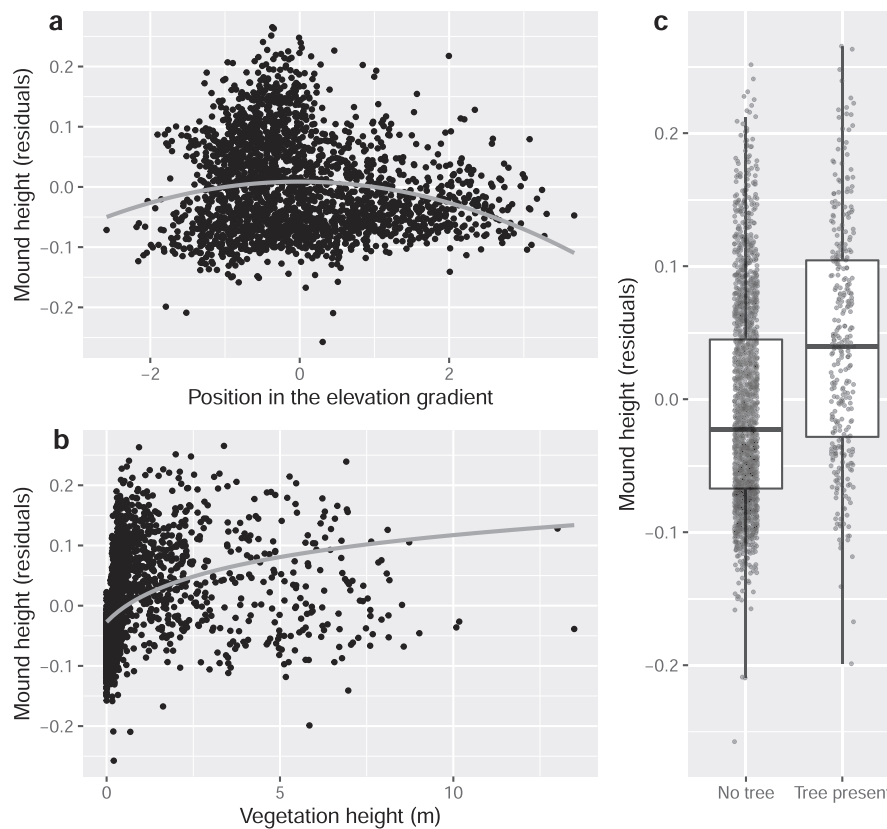 a
Mound height (residuals)
0.2
0.1
0.0
−0.1
−0.2
−2
0
2
Position in the elevation gradient
b
Mound height (residuals)
0.2
0.1
0.0
−0.1
−0.2
0
5
10
Vegetation height (m)
c
Mound height (residuals)
0.2
0.1
0.0
−0.1
−0.2
No tree
Tree presen